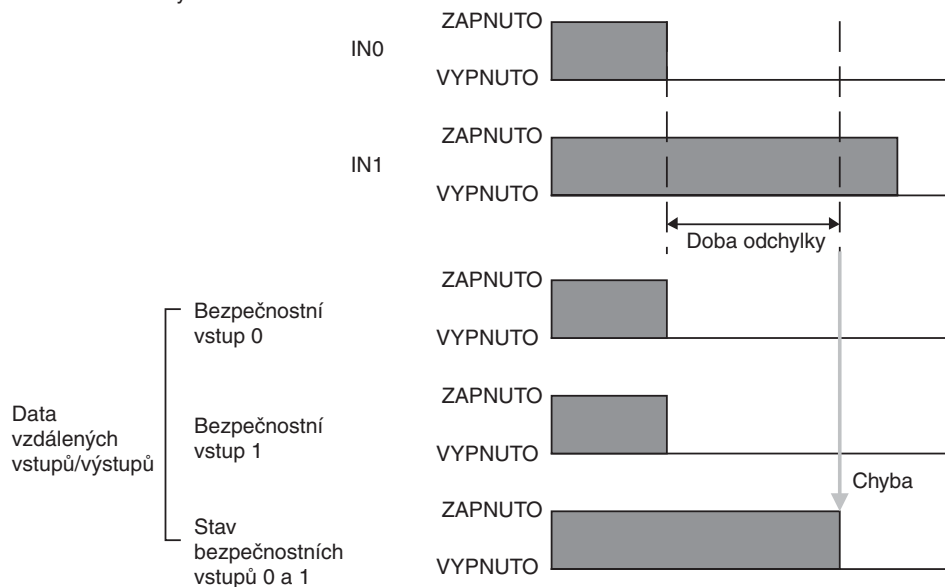 ZAPNUTO
IN0
VYPNUTO
ZAPNUTO
IN1
VYPNUTO
Doba odchylky
ZAPNUTO
Bezpečnostní
vstup 0
VYPNUTO
ZAPNUTO
Data
vzdálených
vstupů/výstupů
Bezpečnostní
vstup 1
VYPNUTO
Chyba
ZAPNUTO
Stav
bezpečnostních
vstupů 0 a 1
VYPNUTO